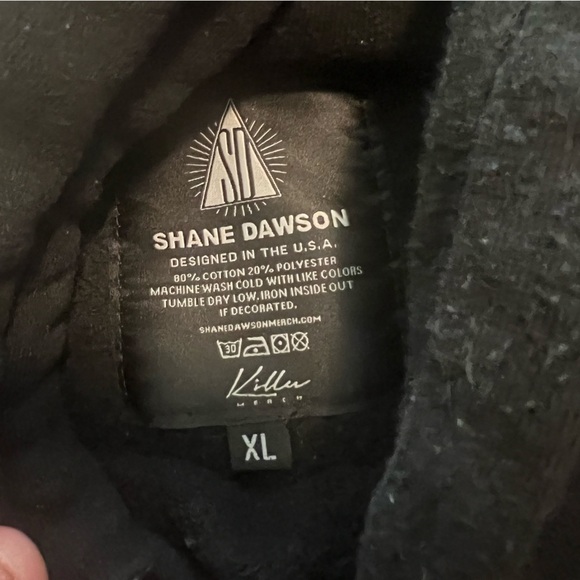 SD
SHANE DAWSON
DESIGNED IN THE U.S.A.
80% COTTON 20% POLYESTER
MACHINE WASH COLD WITH LIKE COLORS
TUMBLE DRY LOW, IRON INSIDE OUT
IF DECORATED.
SHANEDAWSONMERCH.COM
30
Killer
MERCH
XL